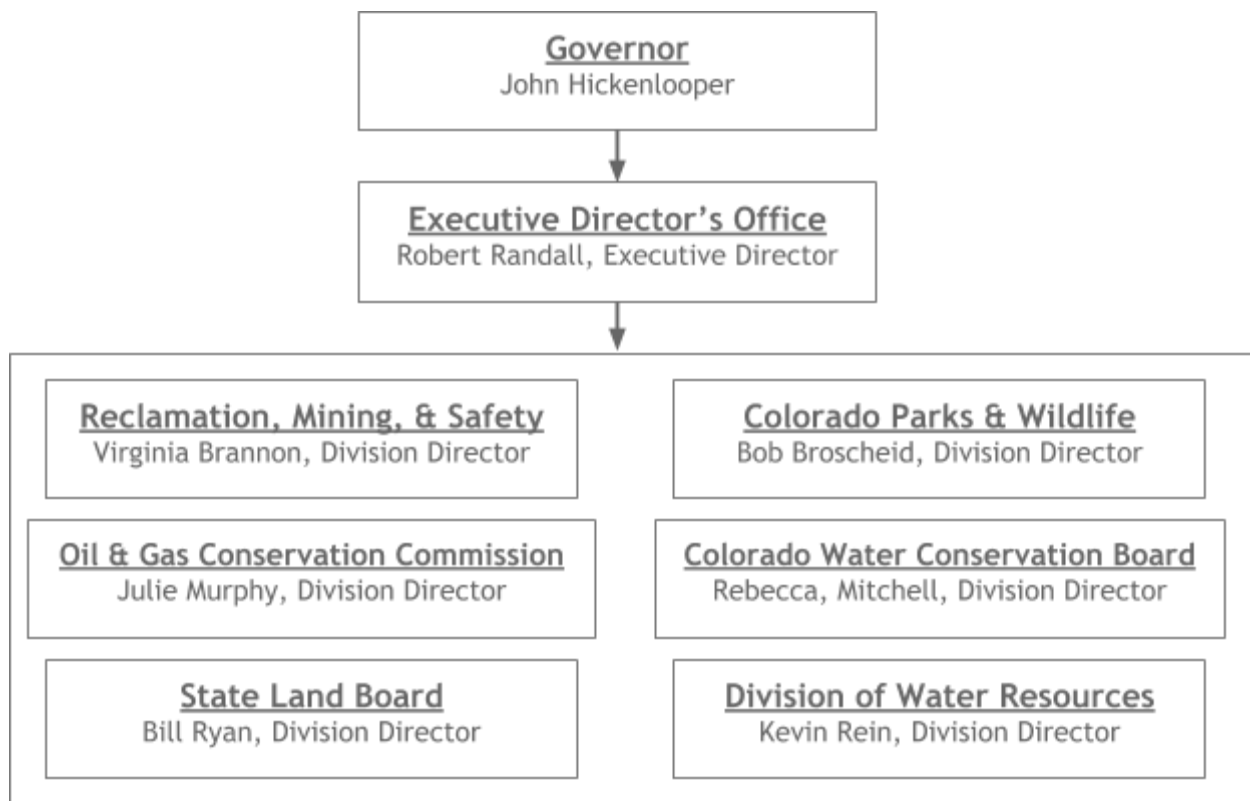 Governor
John Hickenlooper
Executive Director’s Office
Robert Randall, Executive Director
Reclamation, Mining, & Safety
Virginia Brannon, Division Director
Colorado Parks & Wildlife
Bob Broscheid, Division Director
Oil & Gas Conservation Commission
Julie Murphy, Division Director
Colorado Water Conservation Board
Rebecca, Mitchell, Division Director
State Land Board
Bill Ryan, Division Director
Division of Water Resources
Kevin Rein, Division Director